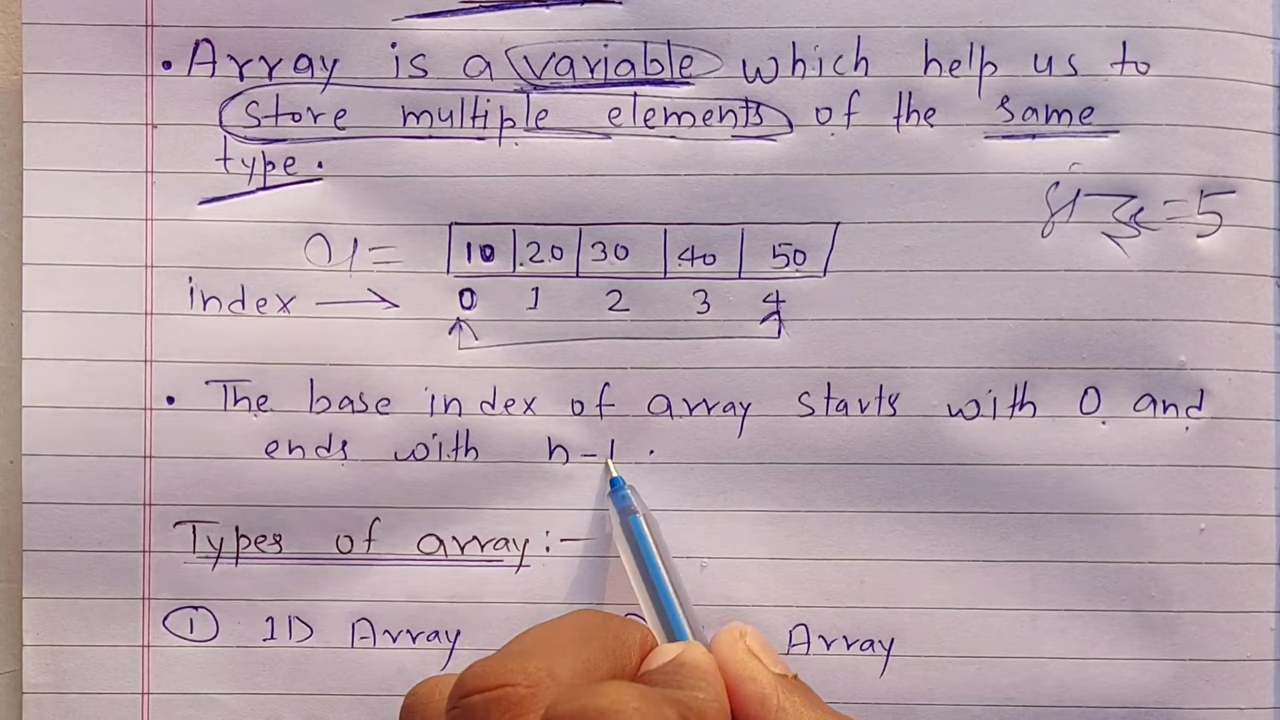 • Array is a variable which help us to
store multiple elements of the same
type.
size = 5
a = 10 20 30 40 50
index → 0 1 2 3 4
• The base index of array starts with 0 and
ends with n-1.
Types of array:-
① 1D Array Array